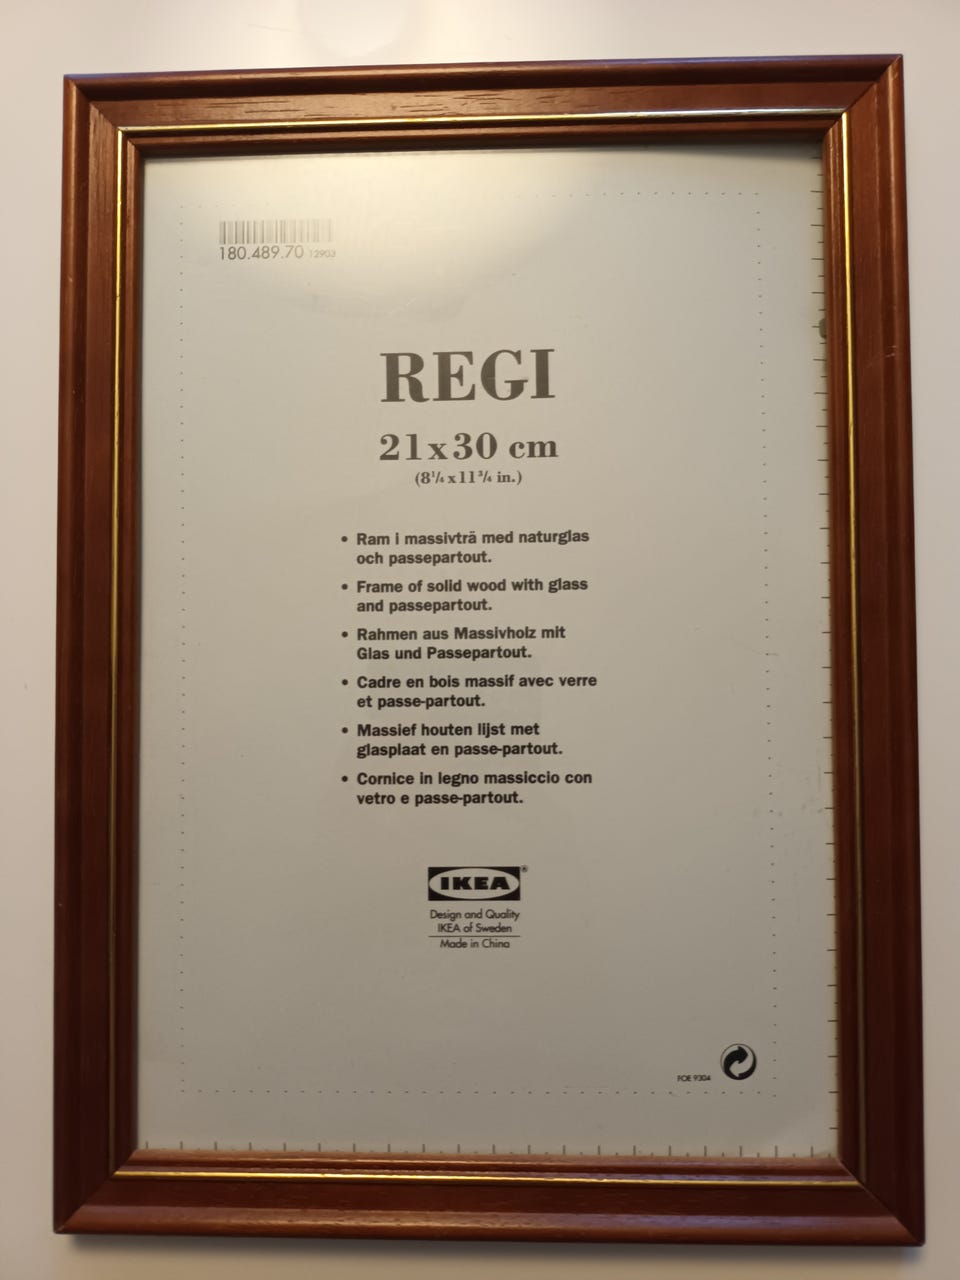 180.489.70 12903
REGI
21x30 cm
(8¼ x 11¾ in.)
• Ram i massivträ med naturglas
och passepartout.
• Frame of solid wood with glass
and passepartout.
• Rahmen aus Massivholz mit
Glas und Passepartout.
• Cadre en bois massif avec verre
et passe-partout.
• Massief houten lijst met
glasplaat en passe-partout.
• Cornice in legno massiccio con
vetro e passe-partout.
IKEA®
Design and Quality
IKEA of Sweden
Made in China
FOE 9304